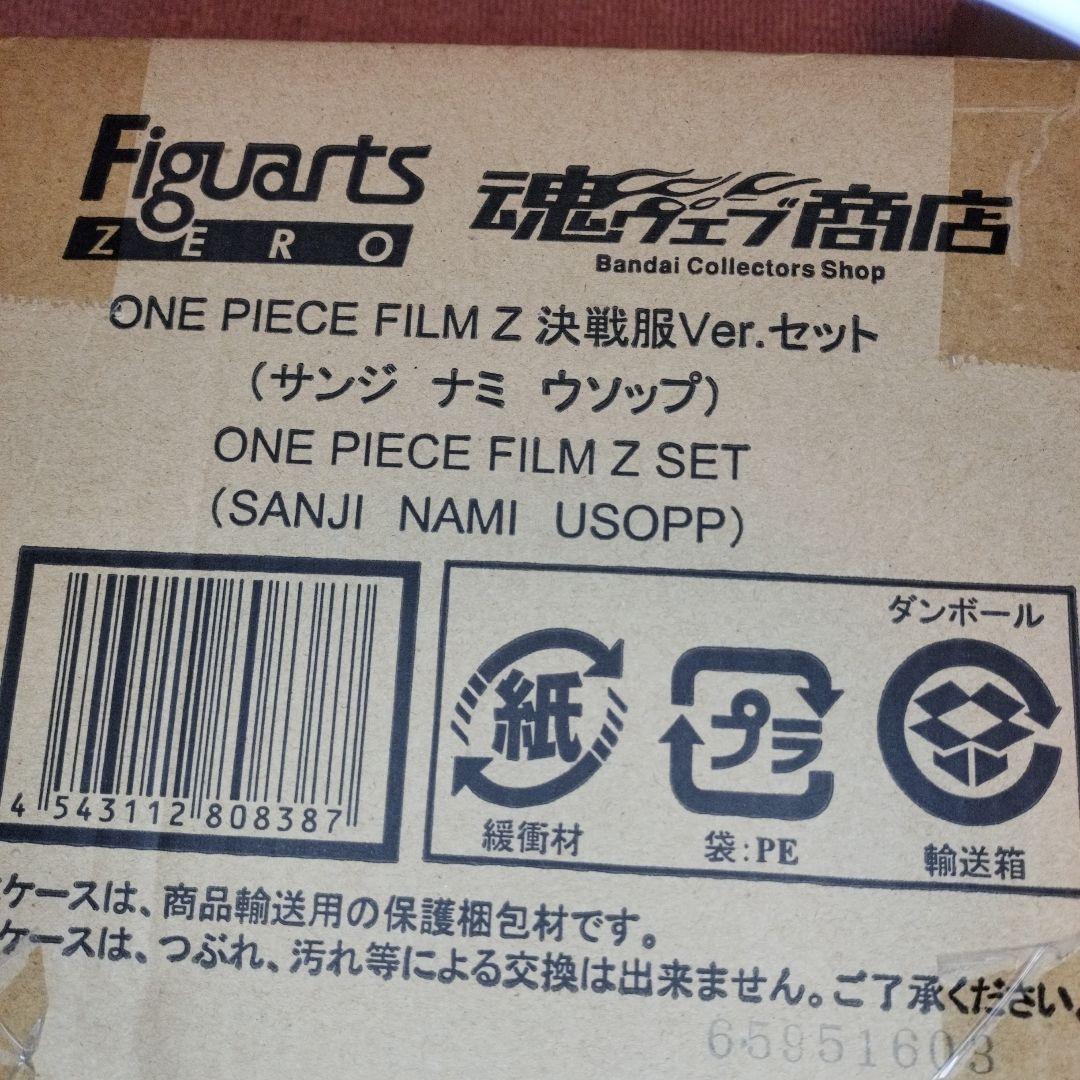 Figuarts
ZERO
魂ウェブ商店
Bandai Collectors Shop
ONE PIECE FILM Z 決戦服Ver.セット
（サンジ ナミ ウソップ）
ONE PIECE FILM Z SET
（SANJI NAMI USOPP）
4 543112 808387
ダンボール
紙
プラ
緩衝材
袋:PE
輸送箱
ケースは、商品輸送用の保護梱包材です。
ケースは、つぶれ、汚れ等による交換は出来ません。ご了承ください。
65951603